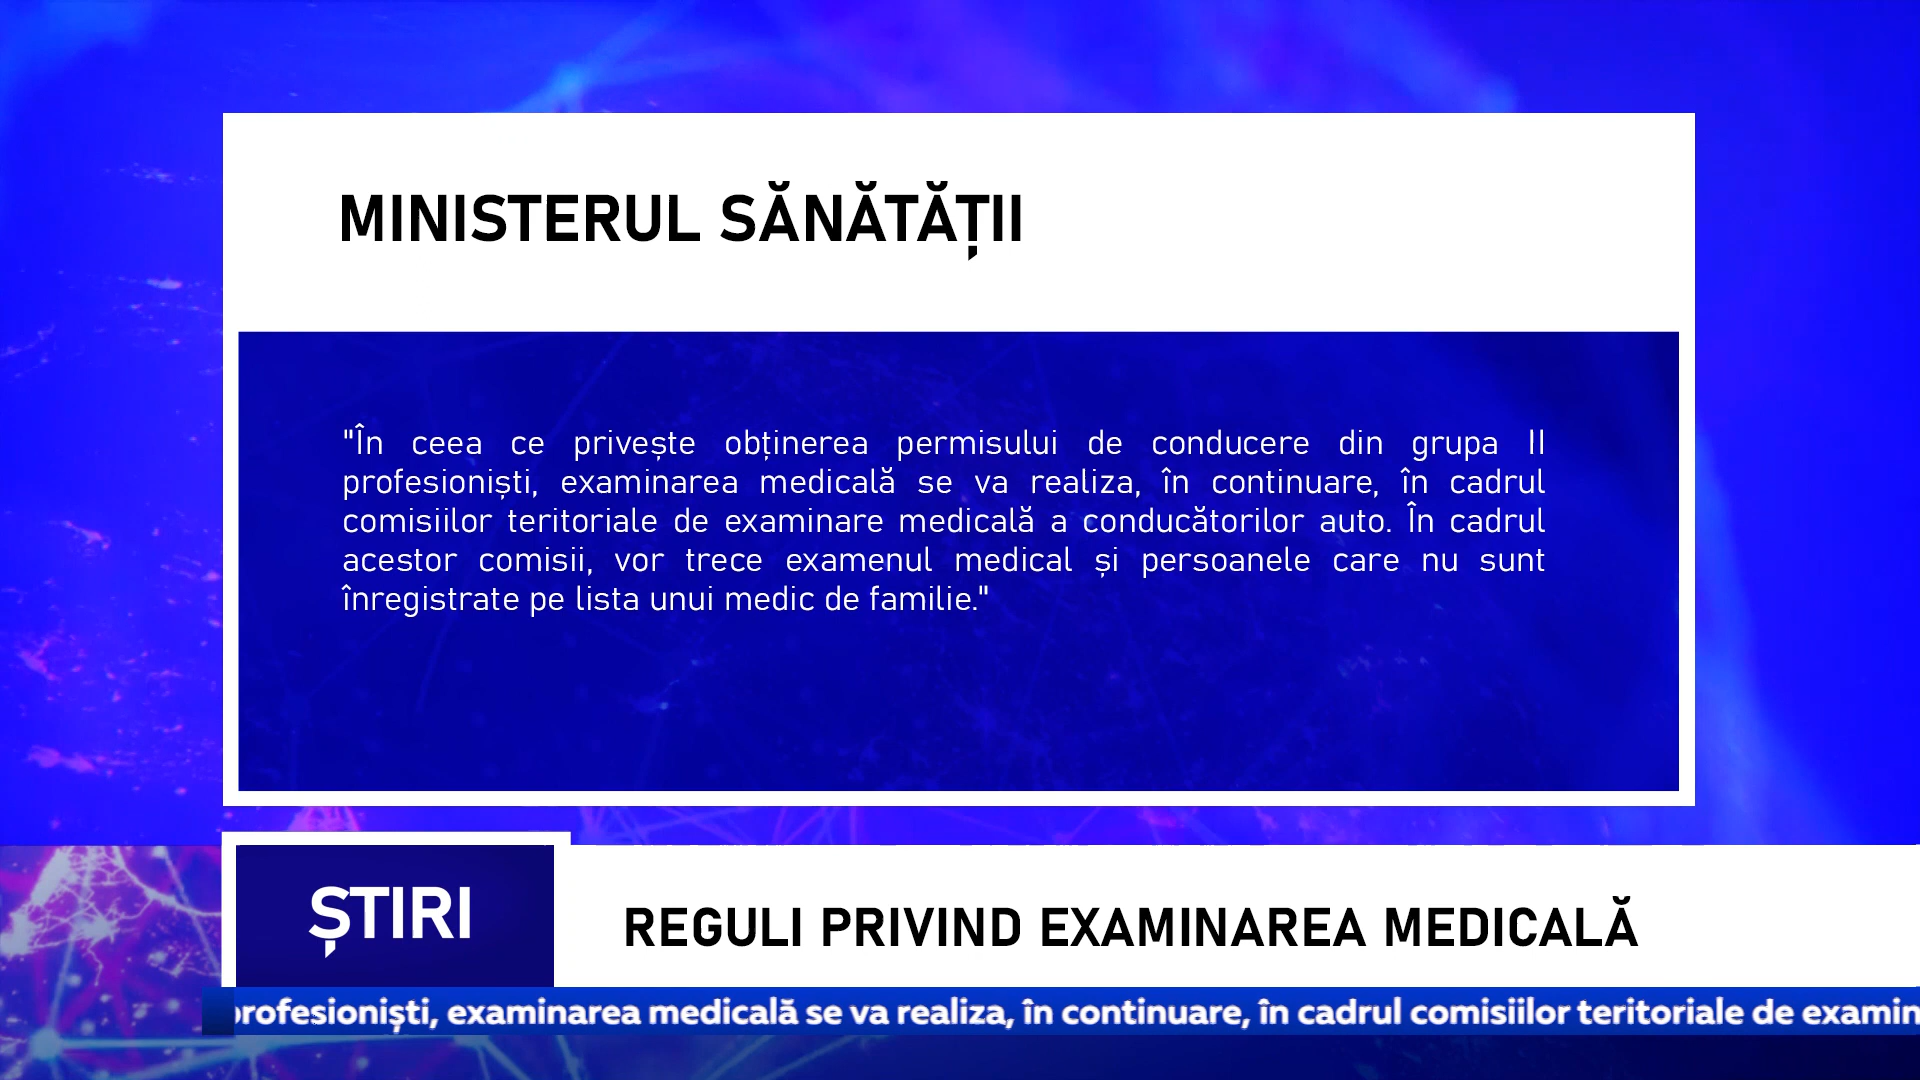 MINISTERUL SĂNĂTĂȚII
"În ceea ce privește obținerea permisului de conducere din grupa II
profesioniști, examinarea medicală se va realiza, în continuare, în cadrul
comisiilor teritoriale de examinare medicală a conducătorilor auto. În cadrul
acestor comisii, vor trece examenul medical și persoanele care nu sunt
înregistrate pe lista unui medic de familie."
ȘTIRI
REGULI PRIVIND EXAMINAREA MEDICALĂ
profesioniști, examinarea medicală se va realiza, în continuare, în cadrul comisiilor teritoriale de examin